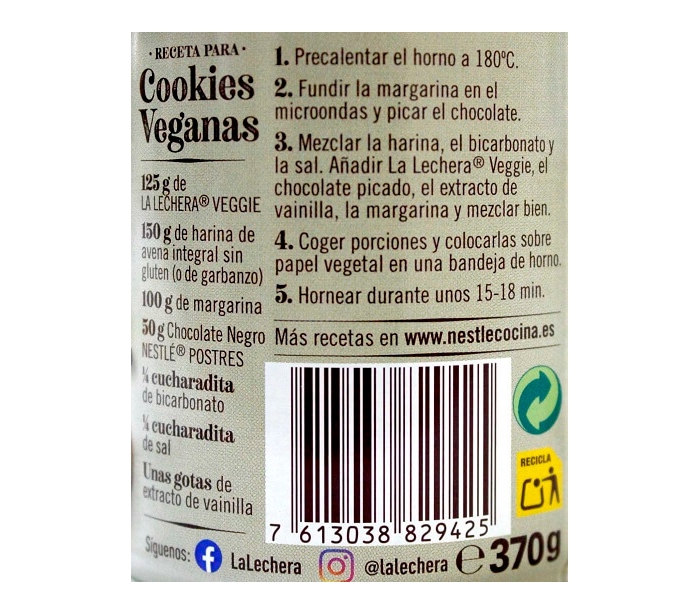 · RECETA PARA ·
Cookies
Veganas
125 g de
LA LECHERA® VEGGIE
150 g de harina de
avena integral sin
gluten (o de garbanzo)
100 g de margarina
50 g Chocolate Negro
NESTLÉ® POSTRES
cucharadita
de bicarbonato
cucharadita
de sal
Unas gotas de
extracto de vainilla
1. Precalentar el horno a 180ºC.
2. Fundir la margarina en el
microondas y picar el chocolate.
3. Mezclar la harina, el bicarbonato y
la sal. Añadir La Lechera® Veggie, el
chocolate picado, el extracto de
vainilla, la margarina y mezclar bien.
4. Coger porciones y colocarlas sobre
papel vegetal en una bandeja de horno.
5. Hornear durante unos 15-18 min.
Más recetas en www.nestlecocina.es
RECICLA
7 613038 829425
Síguenos: LaLechera @lalechera ℮ 370g